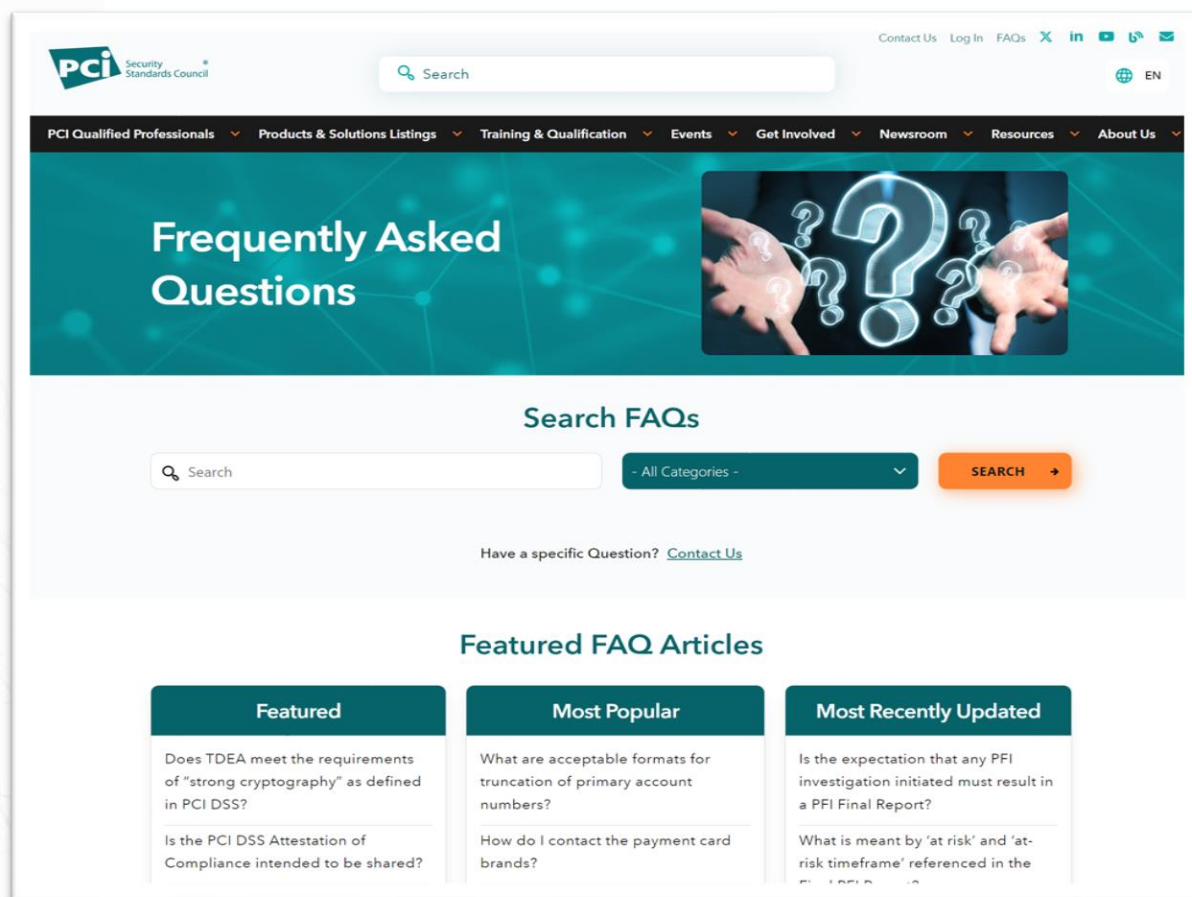 Contact Us Log In FAQs
PCi Security
Standards Council
Search
EN
PCI Qualified Professionals Products & Solutions Listings Training & Qualification Events Get Involved Newsroom Resources About Us
Frequently Asked
Questions
Search FAQs
Search
- All Categories -
SEARCH
Have a specific Question? Contact Us
Featured FAQ Articles
Featured
Does TDEA meet the requirements
of “strong cryptography” as defined
in PCI DSS?
Is the PCI DSS Attestation of
Compliance intended to be shared?
Most Popular
What are acceptable formats for
truncation of primary account
numbers?
How do I contact the payment card
brands?
Most Recently Updated
Is the expectation that any PFI
investigation initiated must result in
a PFI Final Report?
What is meant by ‘at risk’ and ‘at-
risk timeframe’ referenced in the